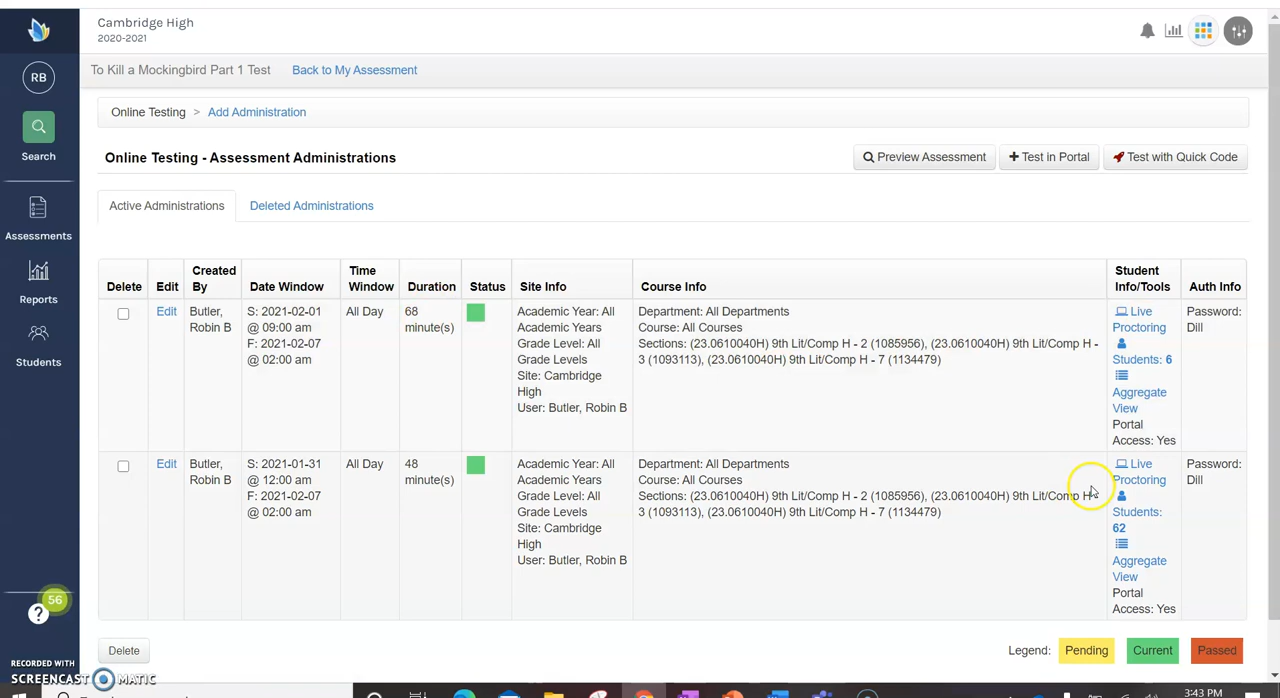 Cambridge High
2020-2021
To Kill a Mockingbird Part 1 Test Back to My Assessment
RB
Search
Assessments
Reports
Students
56
?
Online Testing > Add Administration
Online Testing - Assessment Administrations
Preview Assessment + Test in Portal Test with Quick Code
Active Administrations Deleted Administrations
Delete Edit Created By Date Window Time Window Duration Status Site Info Course Info Student Info/Tools Auth Info
Edit
Butler,
Robin B
S: 2021-02-01
@ 09:00 am
F: 2021-02-07
@ 02:00 am
All Day
68
minute(s)
Academic Year: All
Academic Years
Grade Level: All
Grade Levels
Site: Cambridge
High
User: Butler, Robin B
Department: All Departments
Course: All Courses
Sections: (23.0610040H) 9th Lit/Comp H - 2 (1085956), (23.0610040H) 9th Lit/Comp H -
3 (1093113), (23.0610040H) 9th Lit/Comp H - 7 (1134479)
Live
Proctoring
Students: 6
Aggregate
View
Portal
Access: Yes
Password:
Dill
Edit
Butler,
Robin B
S: 2021-01-31
@ 12:00 am
F: 2021-02-07
@ 02:00 am
All Day
48
minute(s)
Academic Year: All
Academic Years
Grade Level: All
Grade Levels
Site: Cambridge
High
User: Butler, Robin B
Department: All Departments
Course: All Courses
Sections: (23.0610040H) 9th Lit/Comp H - 2 (1085956), (23.0610040H) 9th Lit/Comp H -
3 (1093113), (23.0610040H) 9th Lit/Comp H - 7 (1134479)
Live
Proctoring
Students:
62
Aggregate
View
Portal
Access: Yes
Password:
Dill
Delete
Legend: Pending Current Passed
RECORDED WITH
SCREENCAST MATIC
3:43 PM